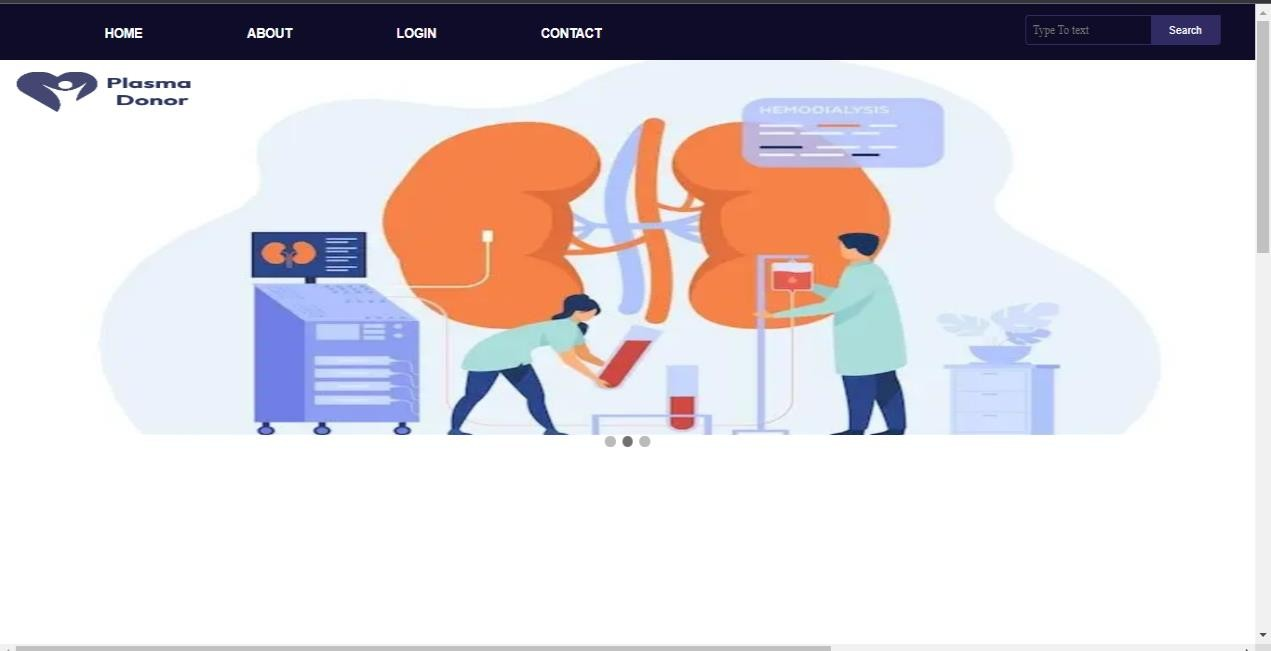 HOME ABOUT LOGIN CONTACT Type To text Search
Plasma
Donor
HEMODIALYSIS